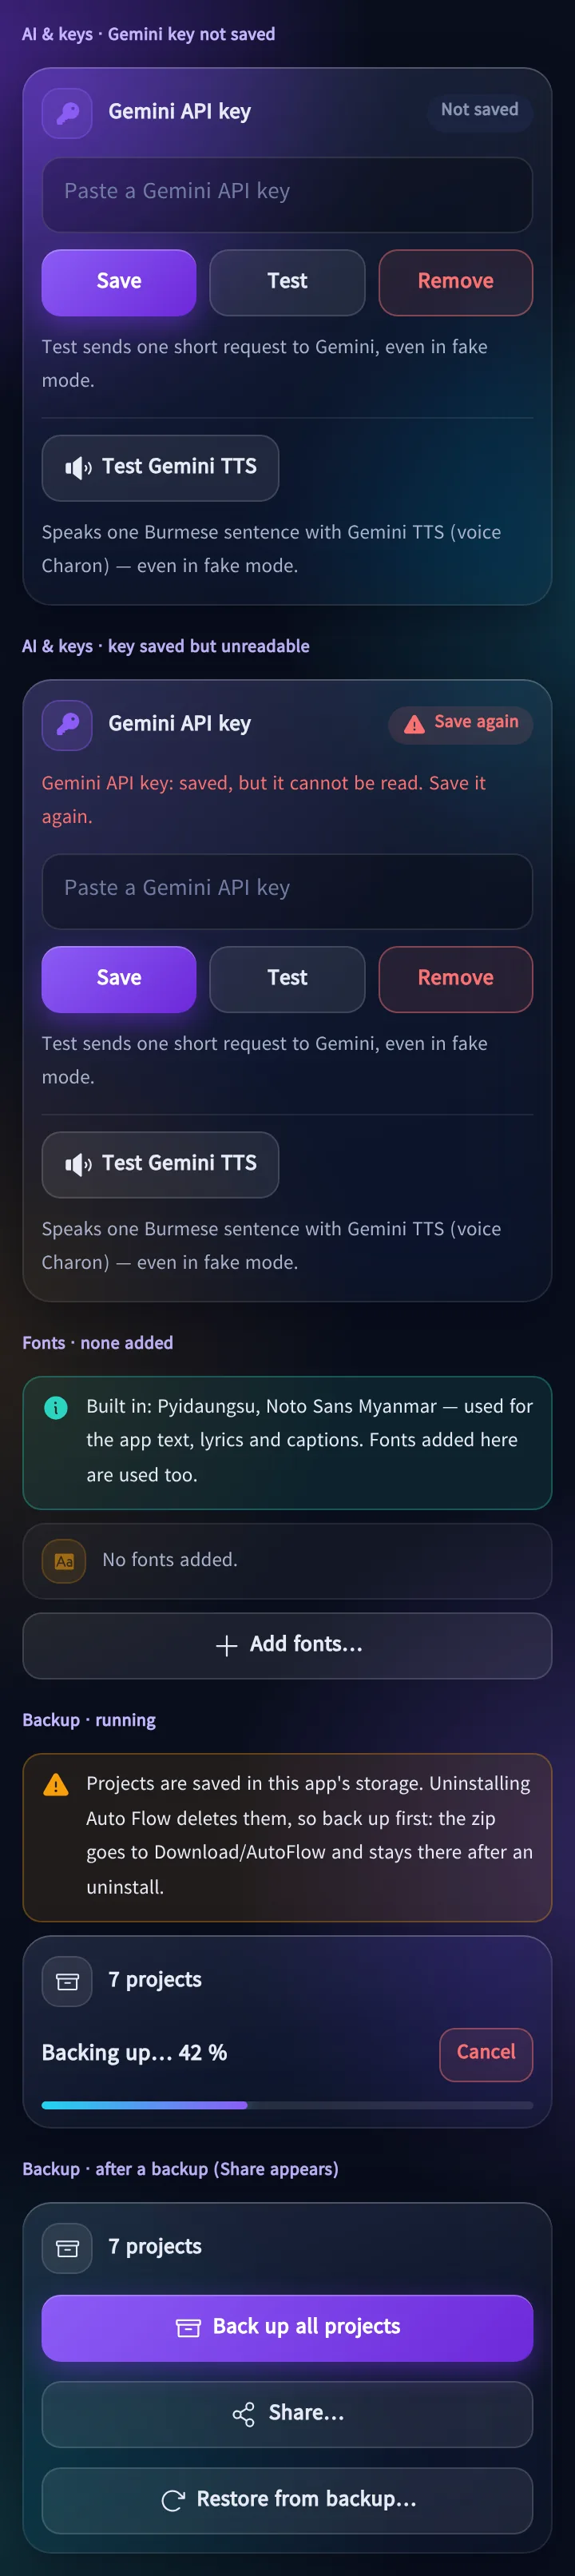 AI & keys · Gemini key not saved
Gemini API key
Not saved
Paste a Gemini API key
Save
Test
Remove
Test sends one short request to Gemini, even in fake
mode.
Test Gemini TTS
Speaks one Burmese sentence with Gemini TTS (voice
Charon) — even in fake mode.
AI & keys · key saved but unreadable
Gemini API key
Save again
Gemini API key: saved, but it cannot be read. Save it
again.
Paste a Gemini API key
Save
Test
Remove
Test sends one short request to Gemini, even in fake
mode.
Test Gemini TTS
Speaks one Burmese sentence with Gemini TTS (voice
Charon) — even in fake mode.
Fonts · none added
Built in: Pyidaungsu, Noto Sans Myanmar — used for
the app text, lyrics and captions. Fonts added here
are used too.
Aa
No fonts added.
Add fonts…
Backup · running
Projects are saved in this app's storage. Uninstalling
Auto Flow deletes them, so back up first: the zip
goes to Download/AutoFlow and stays there after an
uninstall.
7 projects
Backing up… 42 %
Cancel
Backup · after a backup (Share appears)
7 projects
Back up all projects
Share…
Restore from backup…